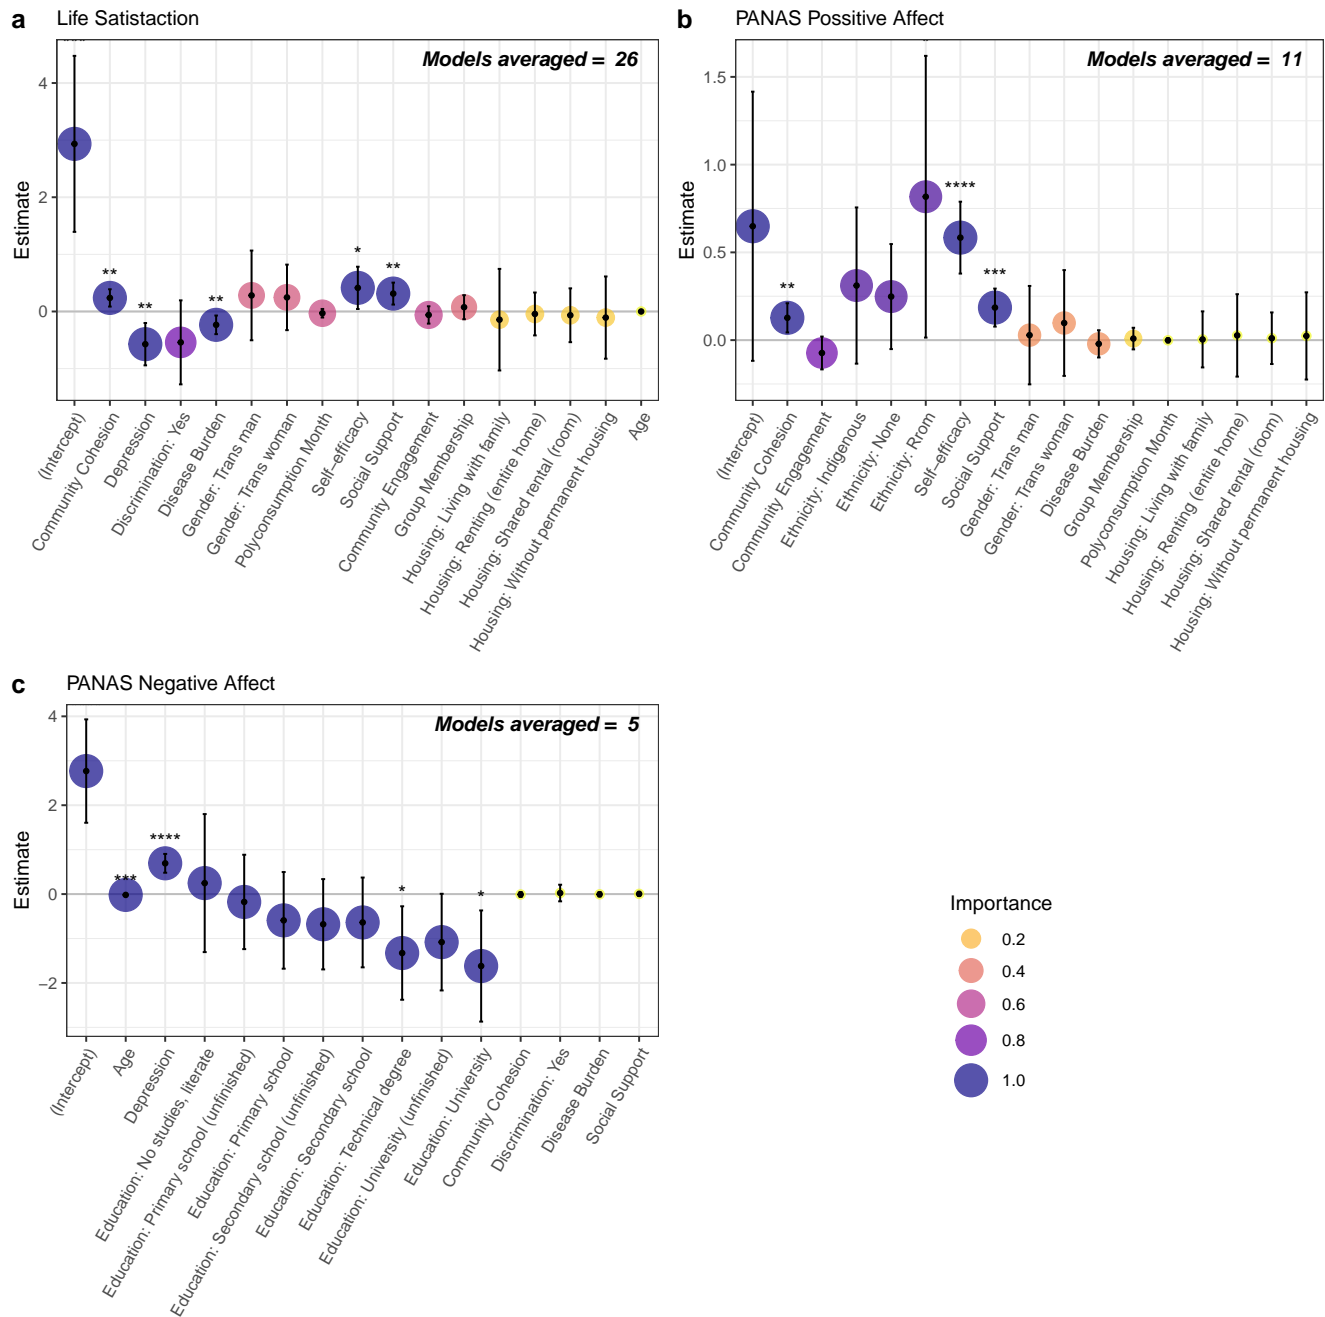 a Life Satistaction
Models averaged = 26
Estimate
4
2
0
** ** ** * **
(Intercept)
Community Cohesion
Depression
Discrimination: Yes
Disease Burden
Gender: Trans man
Gender: Trans woman
Polyconsumption Month
Self-efficacy
Social Support
Community Engagement
Group Membership
Housing: Living with family
Housing: Renting (entire home)
Housing: Shared rental (room)
Housing: Without permanent housing
Age
b PANAS Possitive Affect
Models averaged = 11
Estimate
1.5
1.0
0.5
0.0
** **** ***
(Intercept)
Community Cohesion
Community Engagement
Ethnicity: Indigenous
Ethnicity: None
Ethnicity: Rrom
Self-efficacy
Social Support
Gender: Trans man
Gender: Trans woman
Disease Burden
Group Membership
Polyconsumption Month
Housing: Living with family
Housing: Renting (entire home)
Housing: Shared rental (room)
Housing: Without permanent housing
c PANAS Negative Affect
Models averaged = 5
Estimate
4
2
0
−2
*** **** * *
(Intercept)
Age
Depression
Education: No studies, literate
Education: Primary school (unfinished)
Education: Primary school
Education: Secondary school (unfinished)
Education: Secondary school
Education: Technical degree
Education: University (unfinished)
Education: University
Community Cohesion
Discrimination: Yes
Disease Burden
Social Support
Importance
0.2
0.4
0.6
0.8
1.0